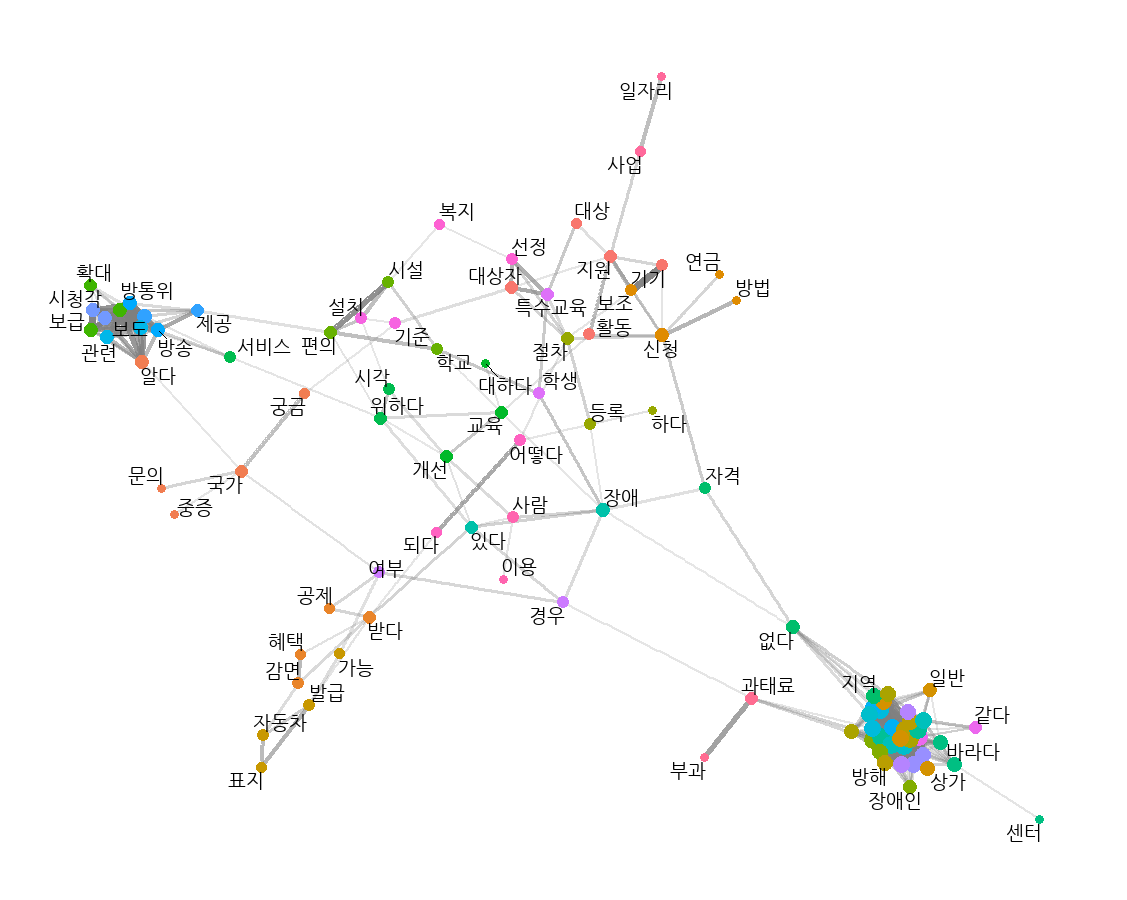 일자리
사업
복지
대상
선정
연금
확대
시설
대상자
지원
기기
방통위
방법
시청각
설치
특수교육
보조
보급
보도
제공
기준
활동
관련
방송
서비스
편의
학교
절차
신청
알다
시각
대하다
학생
궁금
위하다
교육
등록
하다
어떻다
개선
문의
국가
자격
중증
사람
장애
되다
있다
여부
이용
공제
경우
받다
혜택
없다
감면
가능
발급
지역
일반
과태료
자동차
같다
바라다
부과
방해
표지
상가
장애인
센터